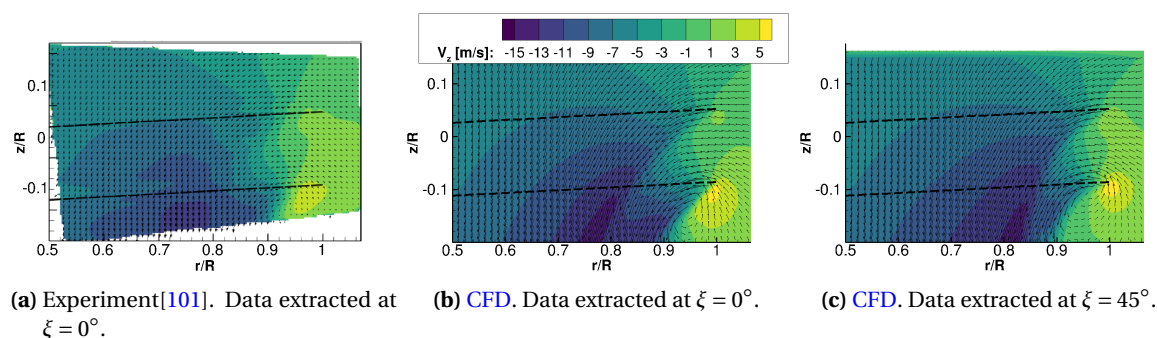 V_z [m/s]: -15 -13 -11 -9 -7 -5 -3 -1 1 3 5
z/R
0.1
0
-0.1
0.5 0.6 0.7 0.8 0.9 1
r/R
z/R
0.1
0
-0.1
0.5 0.6 0.7 0.8 0.9 1
r/R
z/R
0.1
0
-0.1
0.5 0.6 0.7 0.8 0.9 1
r/R
(a) Experiment[101]. Data extracted at
ξ = 0°.
(b) CFD. Data extracted at ξ = 0°.
(c) CFD. Data extracted at ξ = 45°.